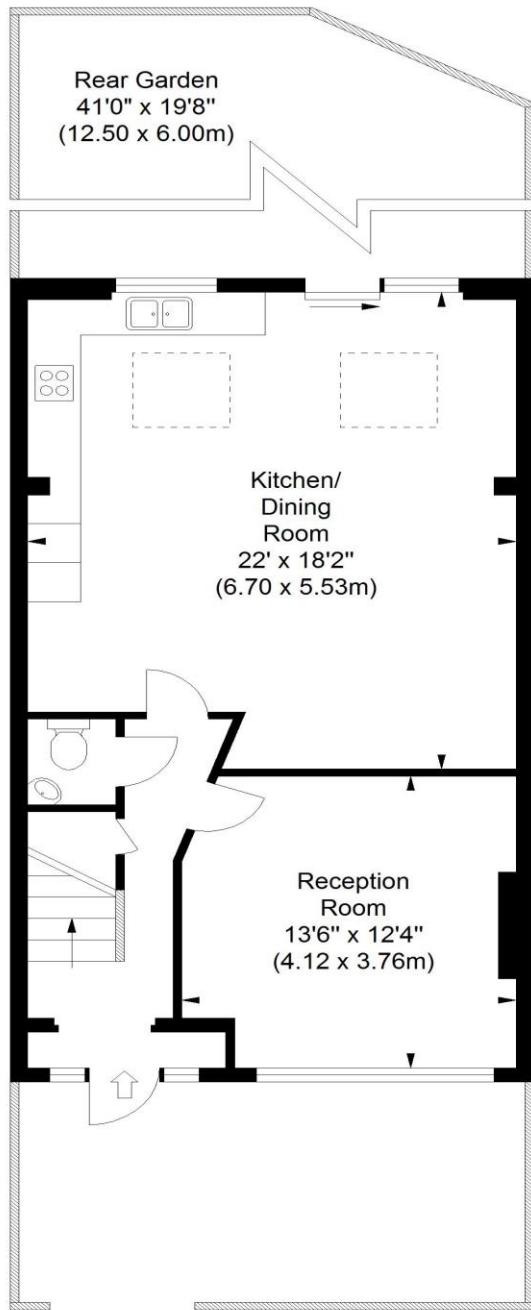 Rear Garden
41'0" x 19'8"
(12.50 x 6.00m)
Kitchen/
Dining
Room
22' x 18'2"
(6.70 x 5.53m)
Reception
Room
13'6" x 12'4"
(4.12 x 3.76m)